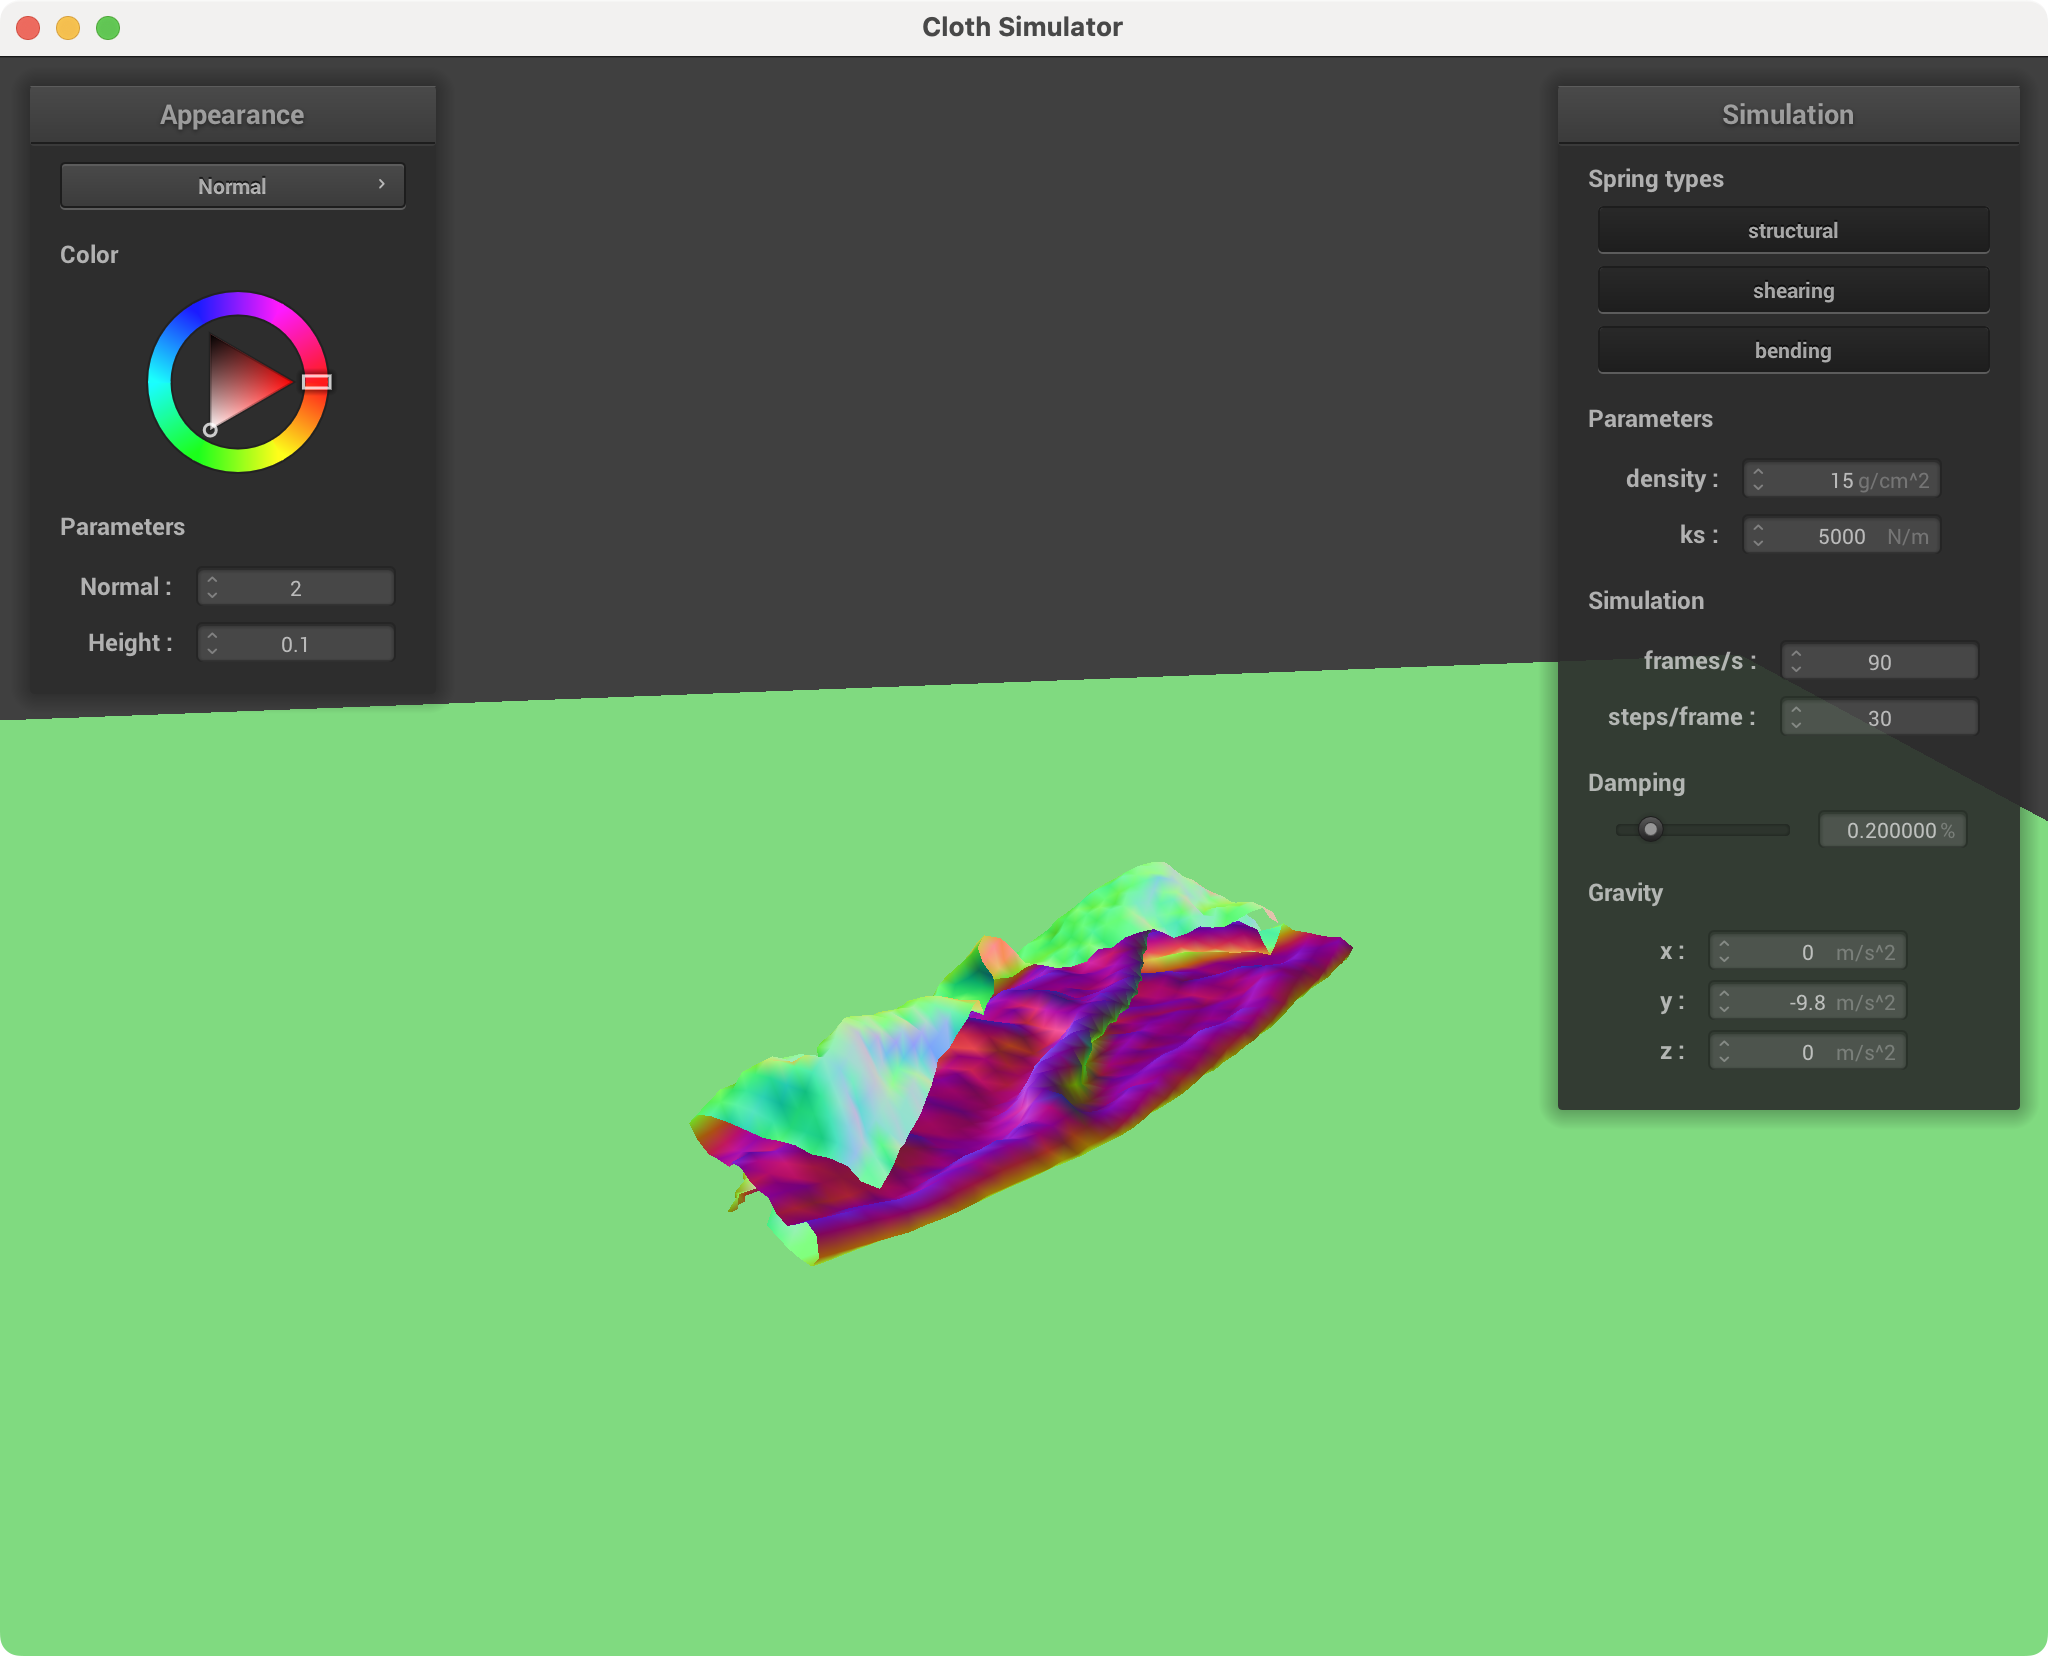 Cloth Simulator
Appearance
Normal
Color
Parameters
Normal : 2
Height : 0.1
Simulation
Spring types
structural
shearing
bending
Parameters
density : 15 g/cm^2
ks : 5000 N/m
Simulation
frames/s : 90
steps/frame : 30
Damping
0.200000 %
Gravity
x : 0 m/s^2
y : -9.8 m/s^2
z : 0 m/s^2